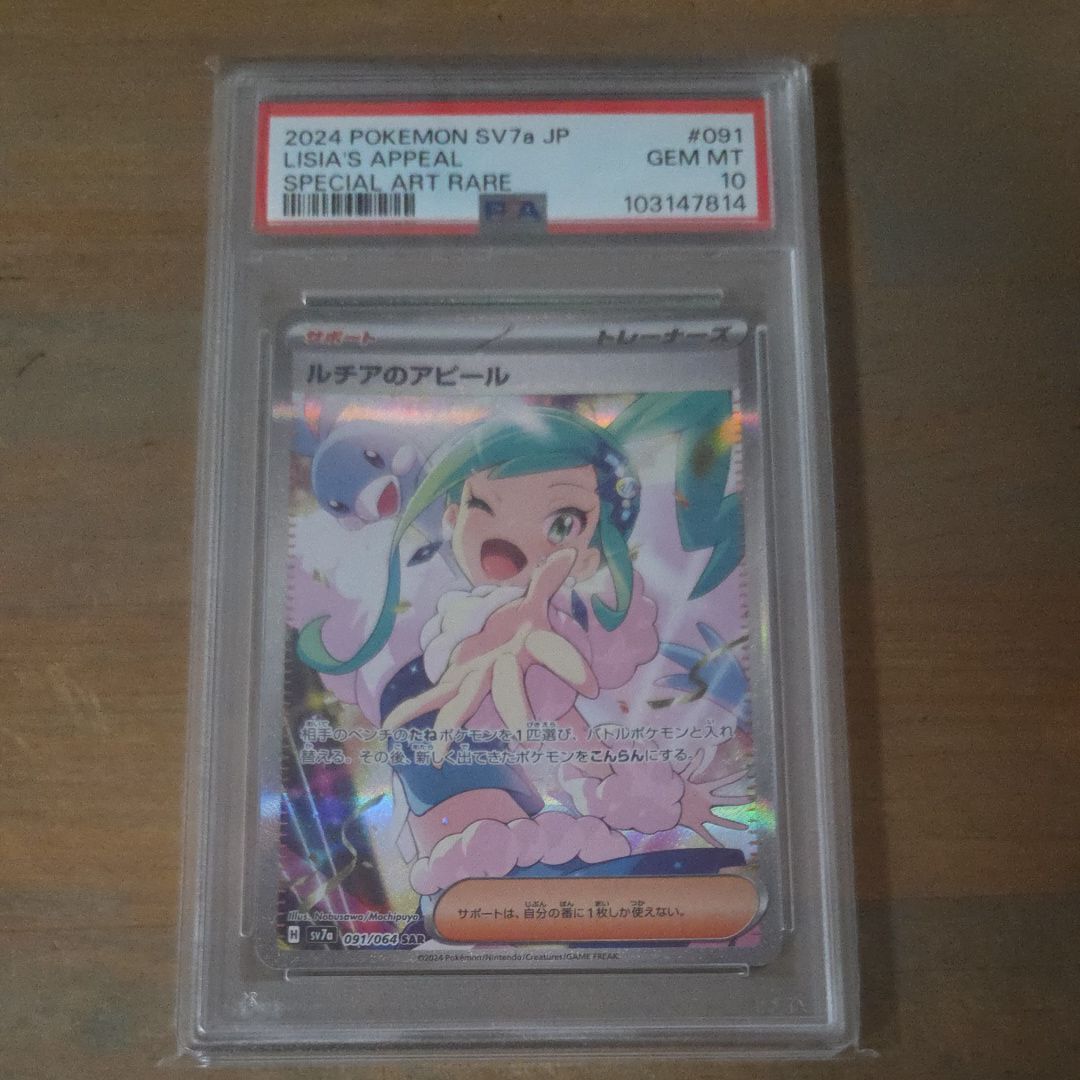 2024 POKEMON SV7a JP #091
LISIA'S APPEAL GEM MT
SPECIAL ART RARE 10
PSA 103147814
サポート トレーナーズ
ルチアのアピール
相手のベンチのたねポケモンを1匹選び、バトルポケモンと入れ
替える。その後、新しく出てきたポケモンをこんらんにする。
サポートは、自分の番に1枚しか使えない。
Illus. Nobusawa/Mochipuyo
H SV7a 091/064 SAR
©2024 Pokémon/Nintendo/Creatures/GAME FREAK.